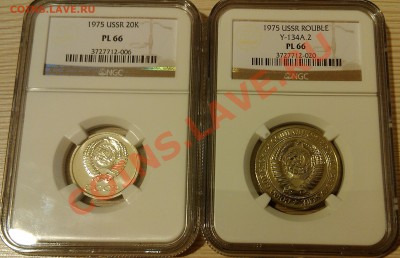 COINS.LAVE.RU
1975 USSR 20K
PL 66
3727712-006
NGC
1975 USSR ROUBLE
Y-134A.2
PL 66
3727712-020
NGC
COINS.LAVE.RU